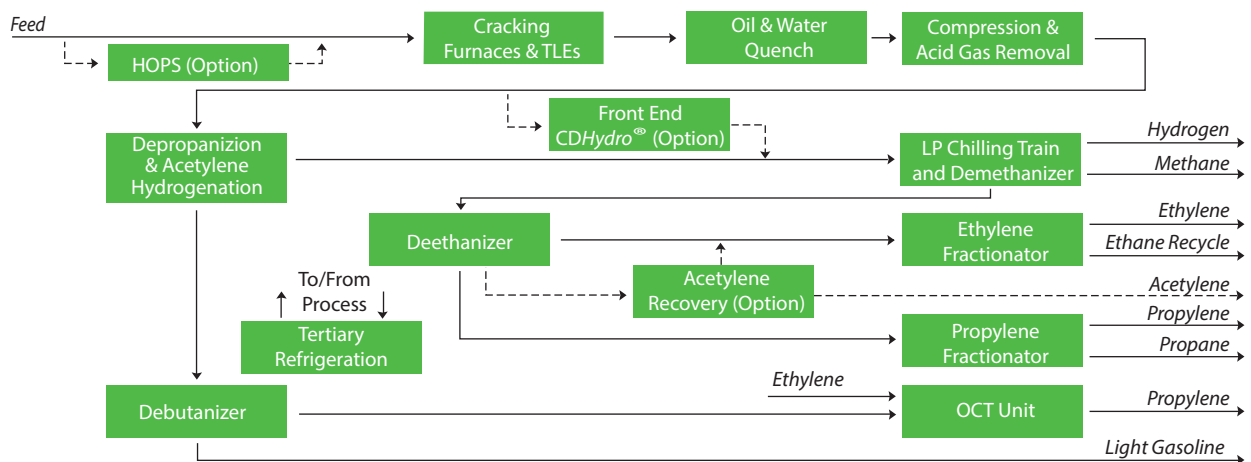 Feed
HOPS (Option)
Cracking
Furnaces & TLEs
Oil & Water
Quench
Compression &
Acid Gas Removal
Front End
CDHydro® (Option)
Depropanizion
& Acetylene
Hydrogenation
LP Chilling Train
and Demethanizer
Hydrogen
Methane
Deethanizer
Ethylene
Fractionator
Ethylene
Ethane Recycle
Acetylene
Recovery (Option)
Acetylene
To/From
Process
Tertiary
Refrigeration
Propylene
Fractionator
Propylene
Propane
Debutanizer
Ethylene
OCT Unit
Propylene
Light Gasoline